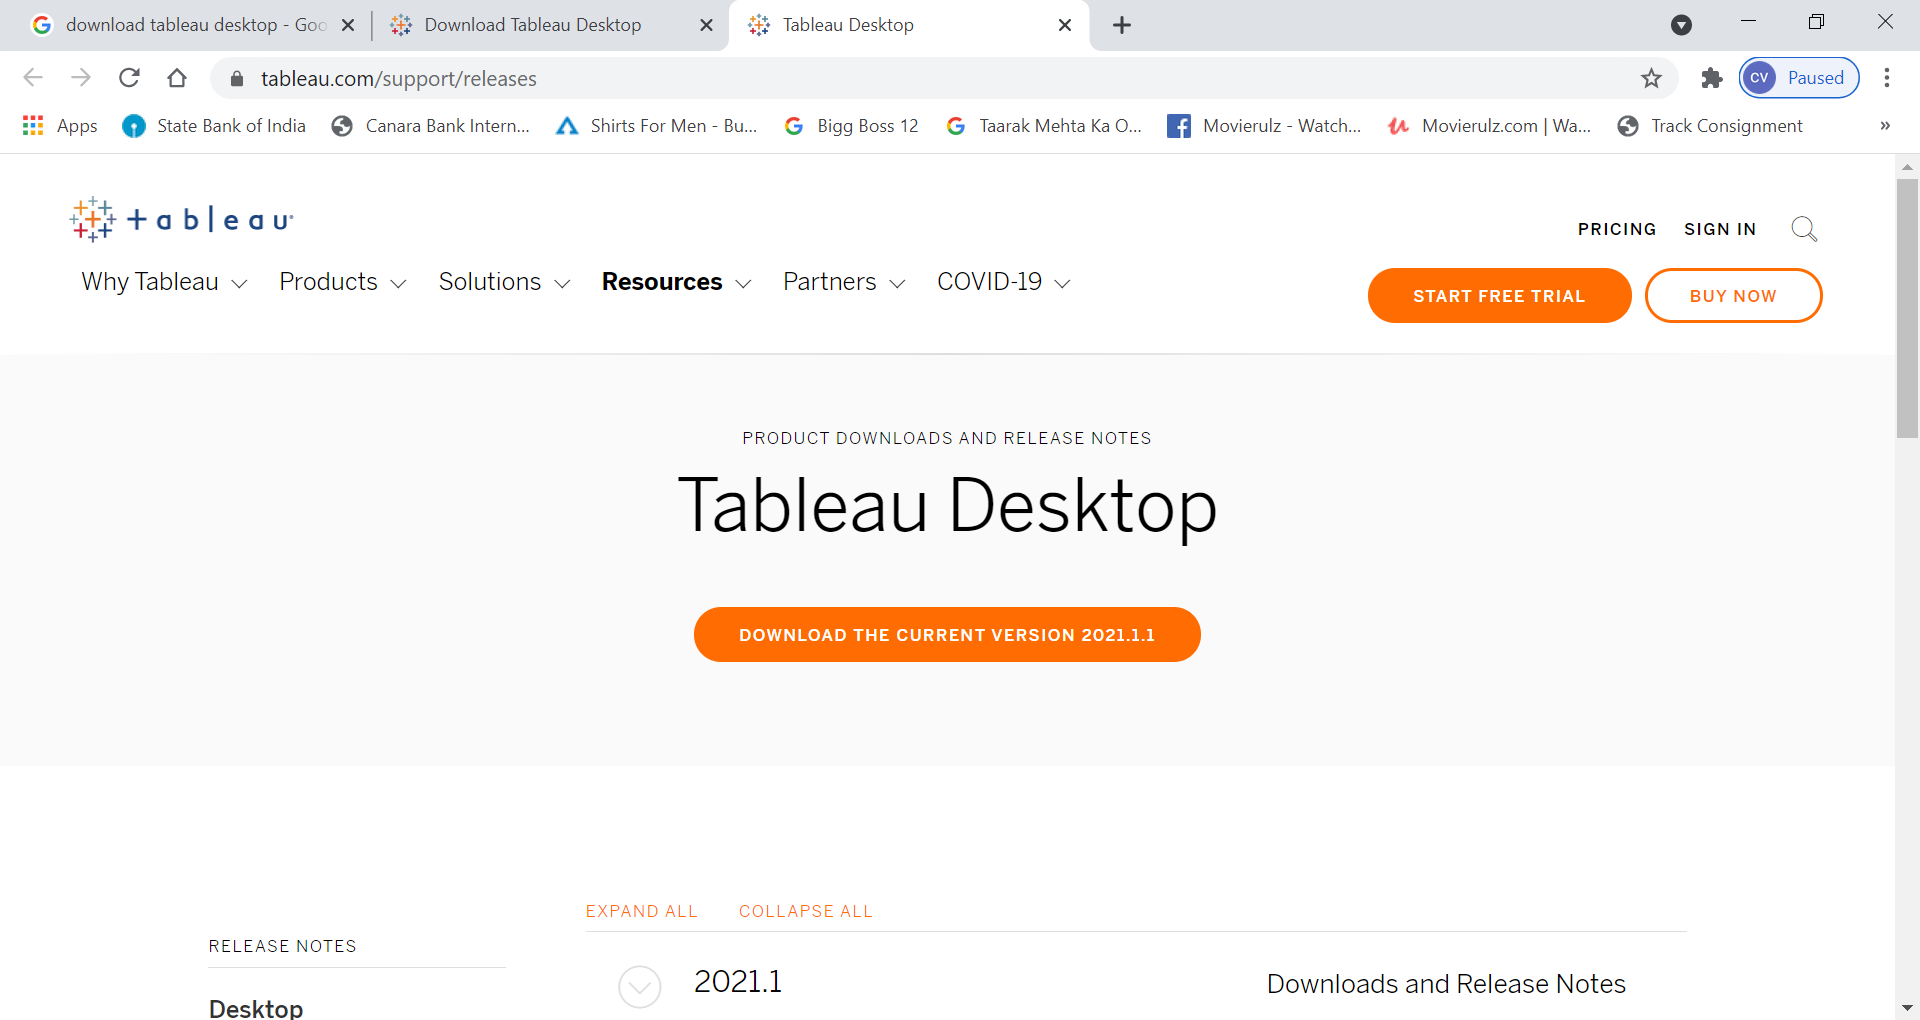 download tableau desktop - Goo
Download Tableau Desktop
Tableau Desktop
tableau.com/support/releases
CV Paused
Apps State Bank of India Canara Bank Intern... Shirts For Men - Bu... Bigg Boss 12 Taarak Mehta Ka O... Movierulz - Watch... Movierulz.com | Wa... Track Consignment »
+ableau
PRICING SIGN IN
Why Tableau Products Solutions Resources Partners COVID-19
START FREE TRIAL BUY NOW
PRODUCT DOWNLOADS AND RELEASE NOTES
Tableau Desktop
DOWNLOAD THE CURRENT VERSION 2021.1.1
EXPAND ALL COLLAPSE ALL
RELEASE NOTES
2021.1 Downloads and Release Notes
Desktop